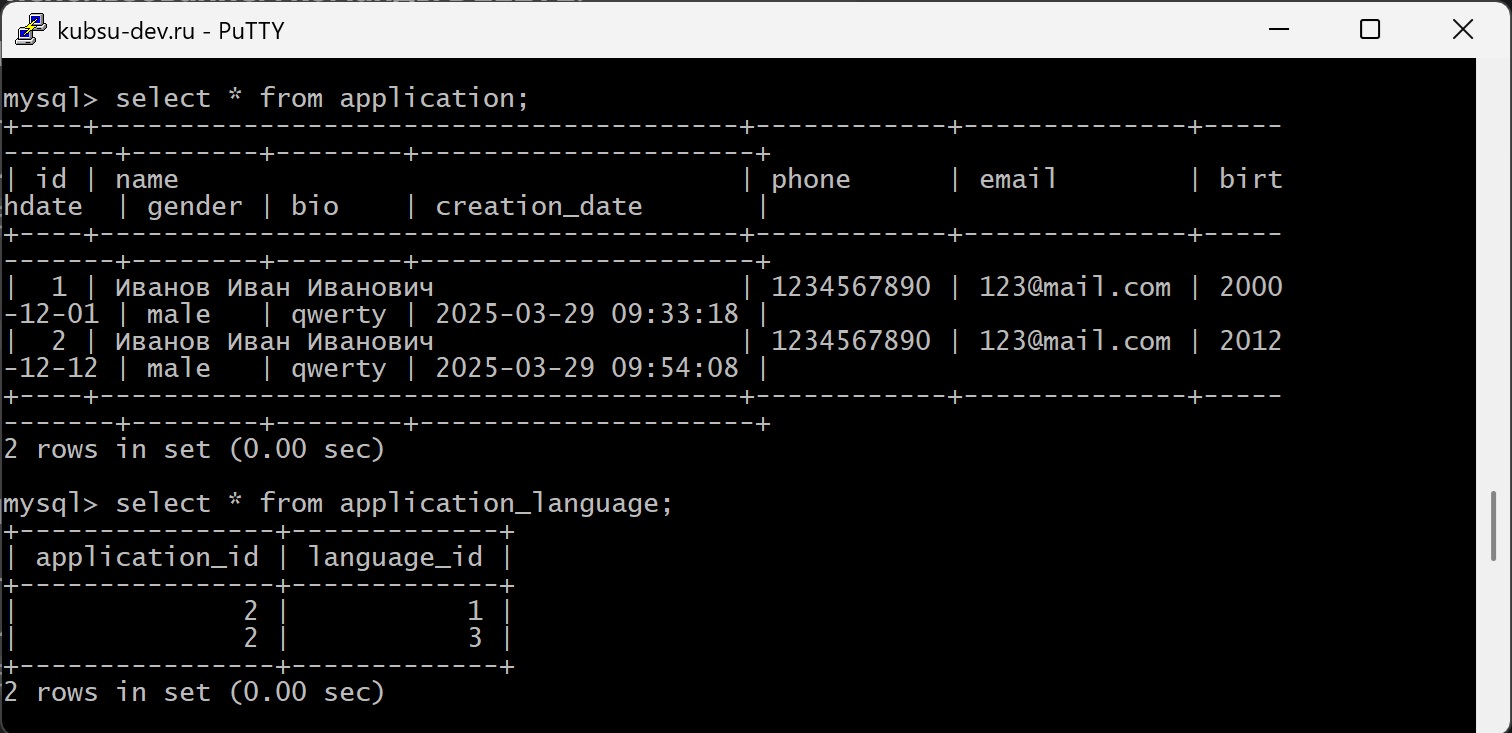 kubsu-dev.ru - PuTTY
mysql> select * from application;
+----+----------------------------------------+------------+--------------+-----
-------+--------+--------+---------------------+
| id | name                                   | phone      | email        | birt
hdate  | gender | bio    | creation_date       |
+----+----------------------------------------+------------+--------------+-----
-------+--------+--------+---------------------+
|  1 | Иванов Иван Иванович                   | 1234567890 | 123@mail.com | 2000
-12-01 | male   | qwerty | 2025-03-29 09:33:18 |
|  2 | Иванов Иван Иванович                   | 1234567890 | 123@mail.com | 2012
-12-12 | male   | qwerty | 2025-03-29 09:54:08 |
+----+----------------------------------------+------------+--------------+-----
-------+--------+--------+---------------------+
2 rows in set (0.00 sec)
mysql> select * from application_language;
+----------------+-------------+
| application_id | language_id |
+----------------+-------------+
|              2 |           1 |
|              2 |           3 |
+----------------+-------------+
2 rows in set (0.00 sec)